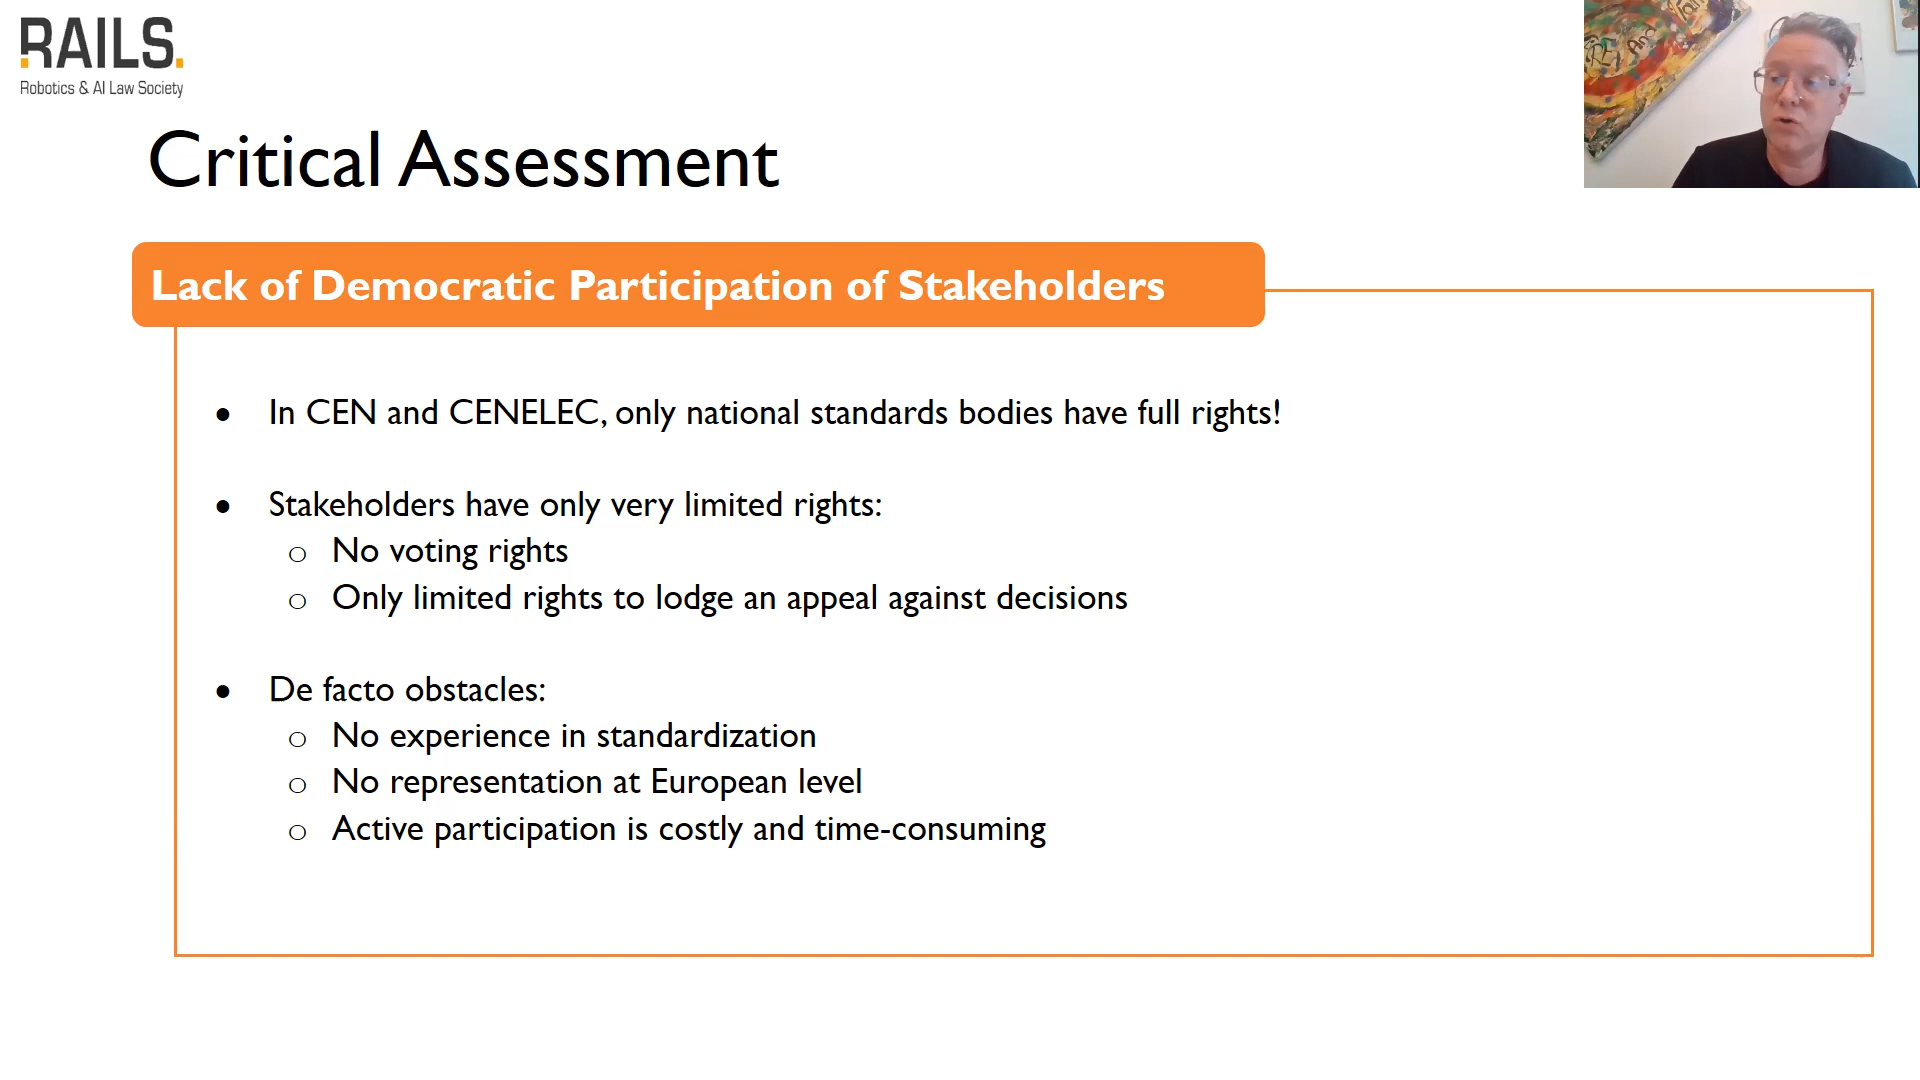 RAILS.
Robotics & AI Law Society
Critical Assessment
Lack of Democratic Participation of Stakeholders
• In CEN and CENELEC, only national standards bodies have full rights!
• Stakeholders have only very limited rights:
o No voting rights
o Only limited rights to lodge an appeal against decisions
• De facto obstacles:
o No experience in standardization
o No representation at European level
o Active participation is costly and time-consuming
And